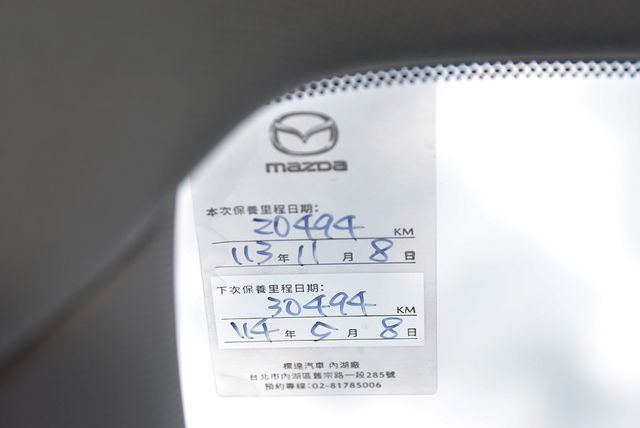 mazda
本次保養里程日期：
20494 KM
113 年 11 月 8 日
下次保養里程日期：
30494 KM
114 年 5 月 8 日
標達汽車 內湖廠
台北市內湖區舊宗路一段285號
預約專線：02-81785006